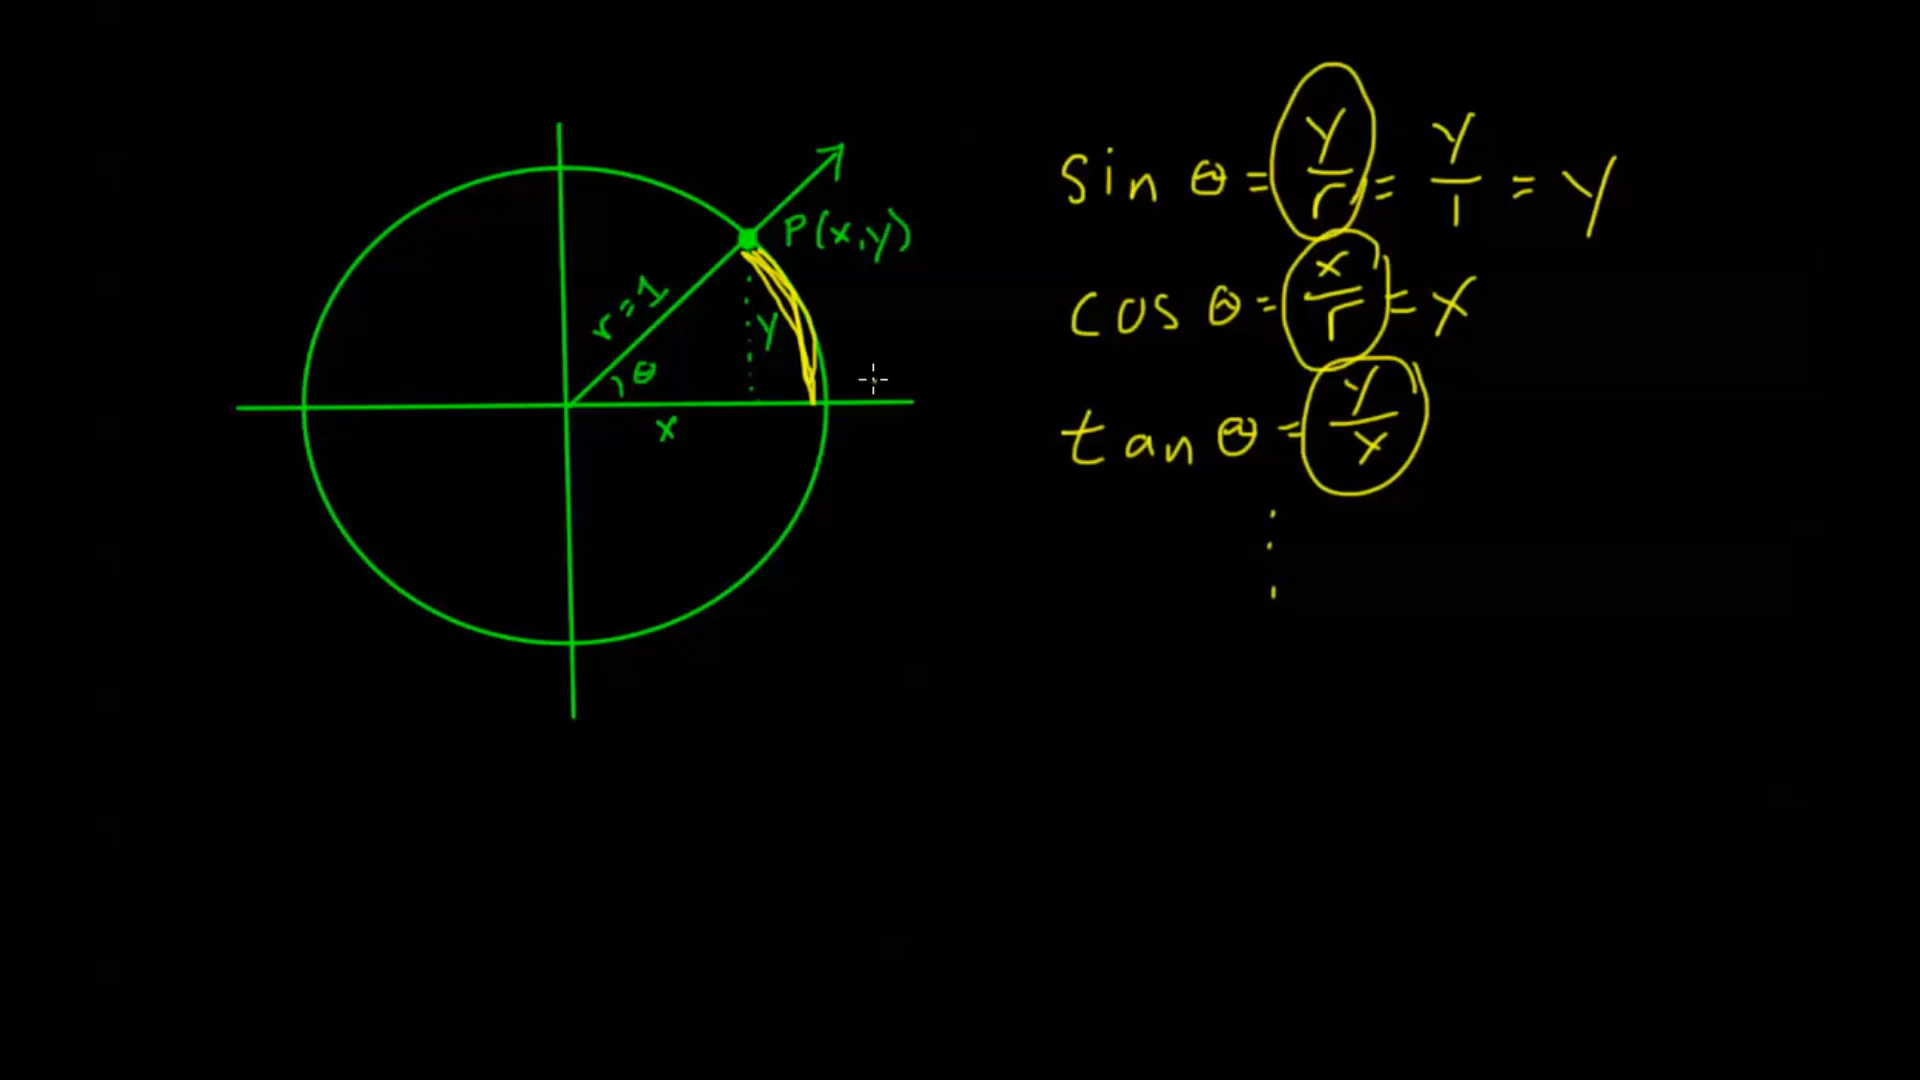 P(x,y)
r=1
y
θ
x
sin θ = y/r = y/1 = y
cos θ = x/r = x
tan θ = y/x
⋮